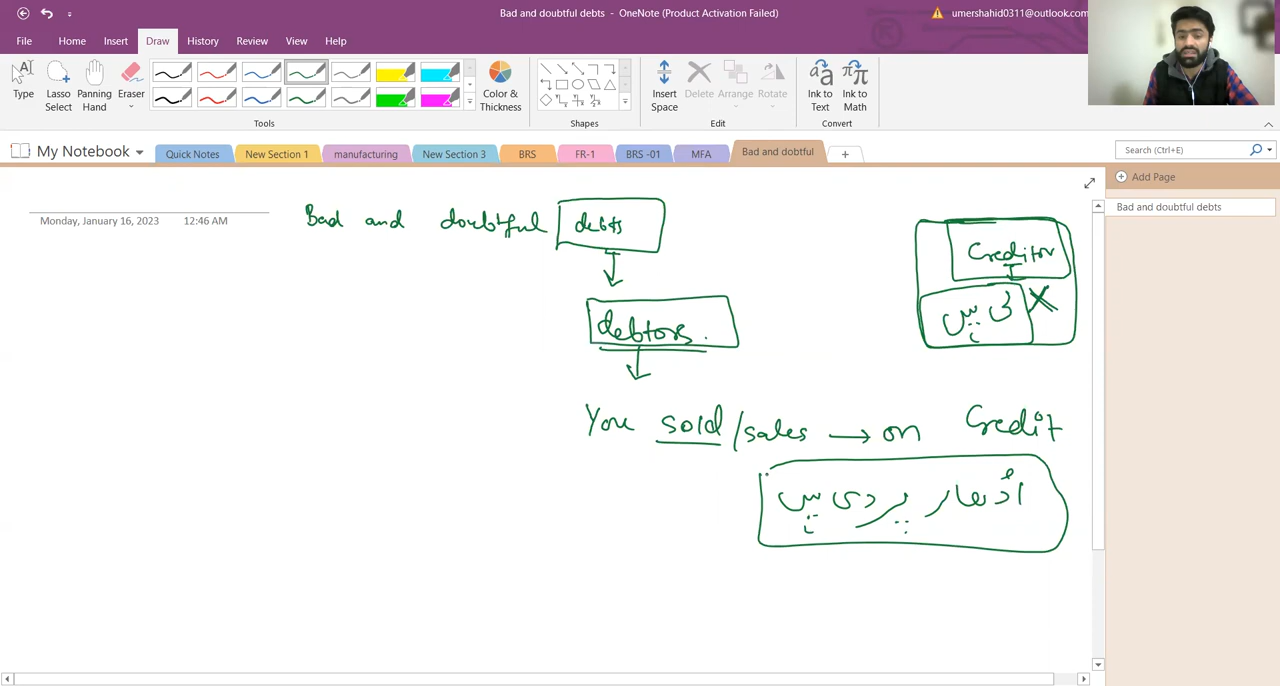 Bad and doubtful debts - OneNote (Product Activation Failed)
umershahid0311@outlook.com
File Home Insert Draw History Review View Help
Type
Lasso Select
Panning Hand
Eraser
Color & Thickness
Insert Space
Delete
Arrange
Rotate
Ink to Text
Ink to Math
Tools
Shapes
Edit
Convert
My Notebook
Quick Notes
New Section 1
manufacturing
New Section 3
BRS
FR-1
BRS -01
MFA
Bad and dobtful
Search (Ctrl+E)
Add Page
Bad and doubtful debts
Monday, January 16, 2023 12:46 AM
Bad and doubtful debts
Creditor
debtors.
You sold/sales → on Credit
اُدھار پر دی